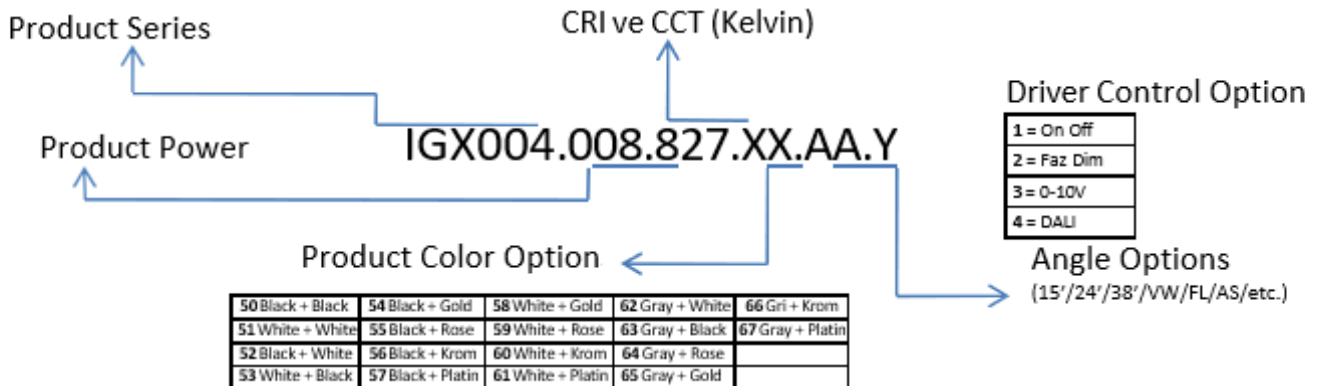 Product Series
CRI ve CCT (Kelvin)
Driver Control Option
1 = On Off
2 = Faz Dim
3 = 0-10V
4 = DALI
IGX004.008.827.XX.AA.Y
Product Power
Product Color Option
Angle Options
(15'/24'/38'/VW/FL/AS/etc.)
50 Black + Black 54 Black + Gold 58 White + Gold 62 Gray + White 66 Gri + Krom
51 White + White 55 Black + Rose 59 White + Rose 63 Gray + Black 67 Gray + Platin
52 Black + White 56 Black + Krom 60 White + Krom 64 Gray + Rose
53 White + Black 57 Black + Platin 61 White + Platin 65 Gray + Gold